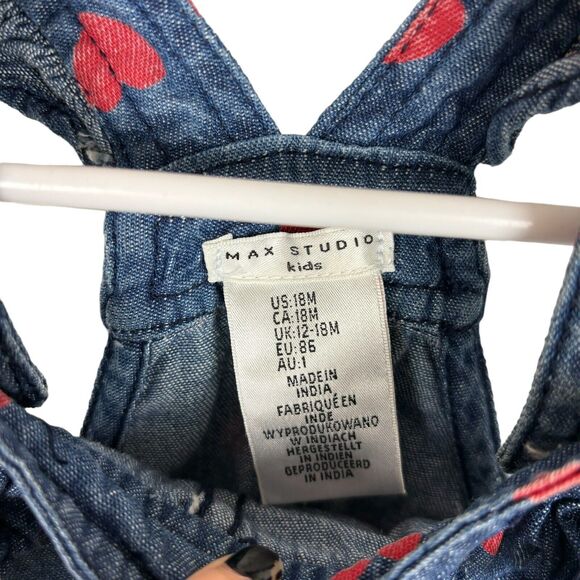 MAX STUDIO
kids
US:18M
CA:18M
UK:12-18M
EU:86
AU:1
MADE IN
INDIA
FABRIQUÉ EN
INDE
WYPRODUKOWANO
W INDIACH
HERGESTELLT
IN INDIEN
GEPRODUCEERD
IN INDIA